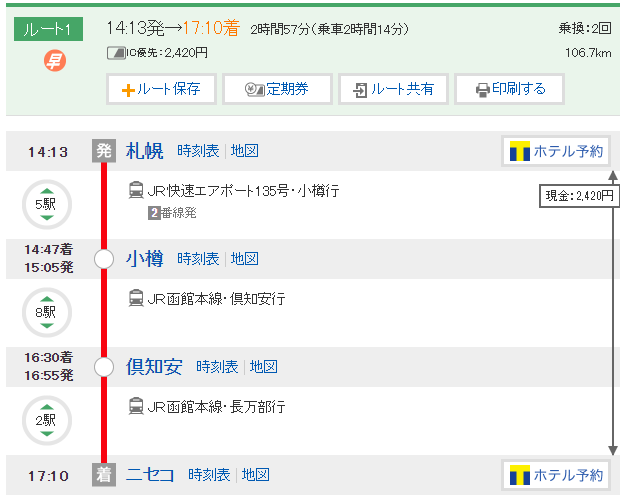 ルート1
14:13発→17:10着 2時間57分(乗車2時間14分) 乗換:2回
早 IC優先:2,420円 106.7km
ルート保存 定期券 ルート共有 印刷する
14:13 発 札幌 時刻表 地図 ホテル予約
5駅 JR快速エアポート135号・小樽行
2番線発
現金:2,420円
14:47着
15:05発 小樽 時刻表 地図
8駅 JR函館本線・倶知安行
16:30着
16:55発 倶知安 時刻表 地図
2駅 JR函館本線・長万部行
17:10 着 ニセコ 時刻表 地図 ホテル予約